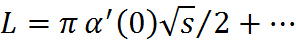 L = π α′(0)√s/2 + ⋯